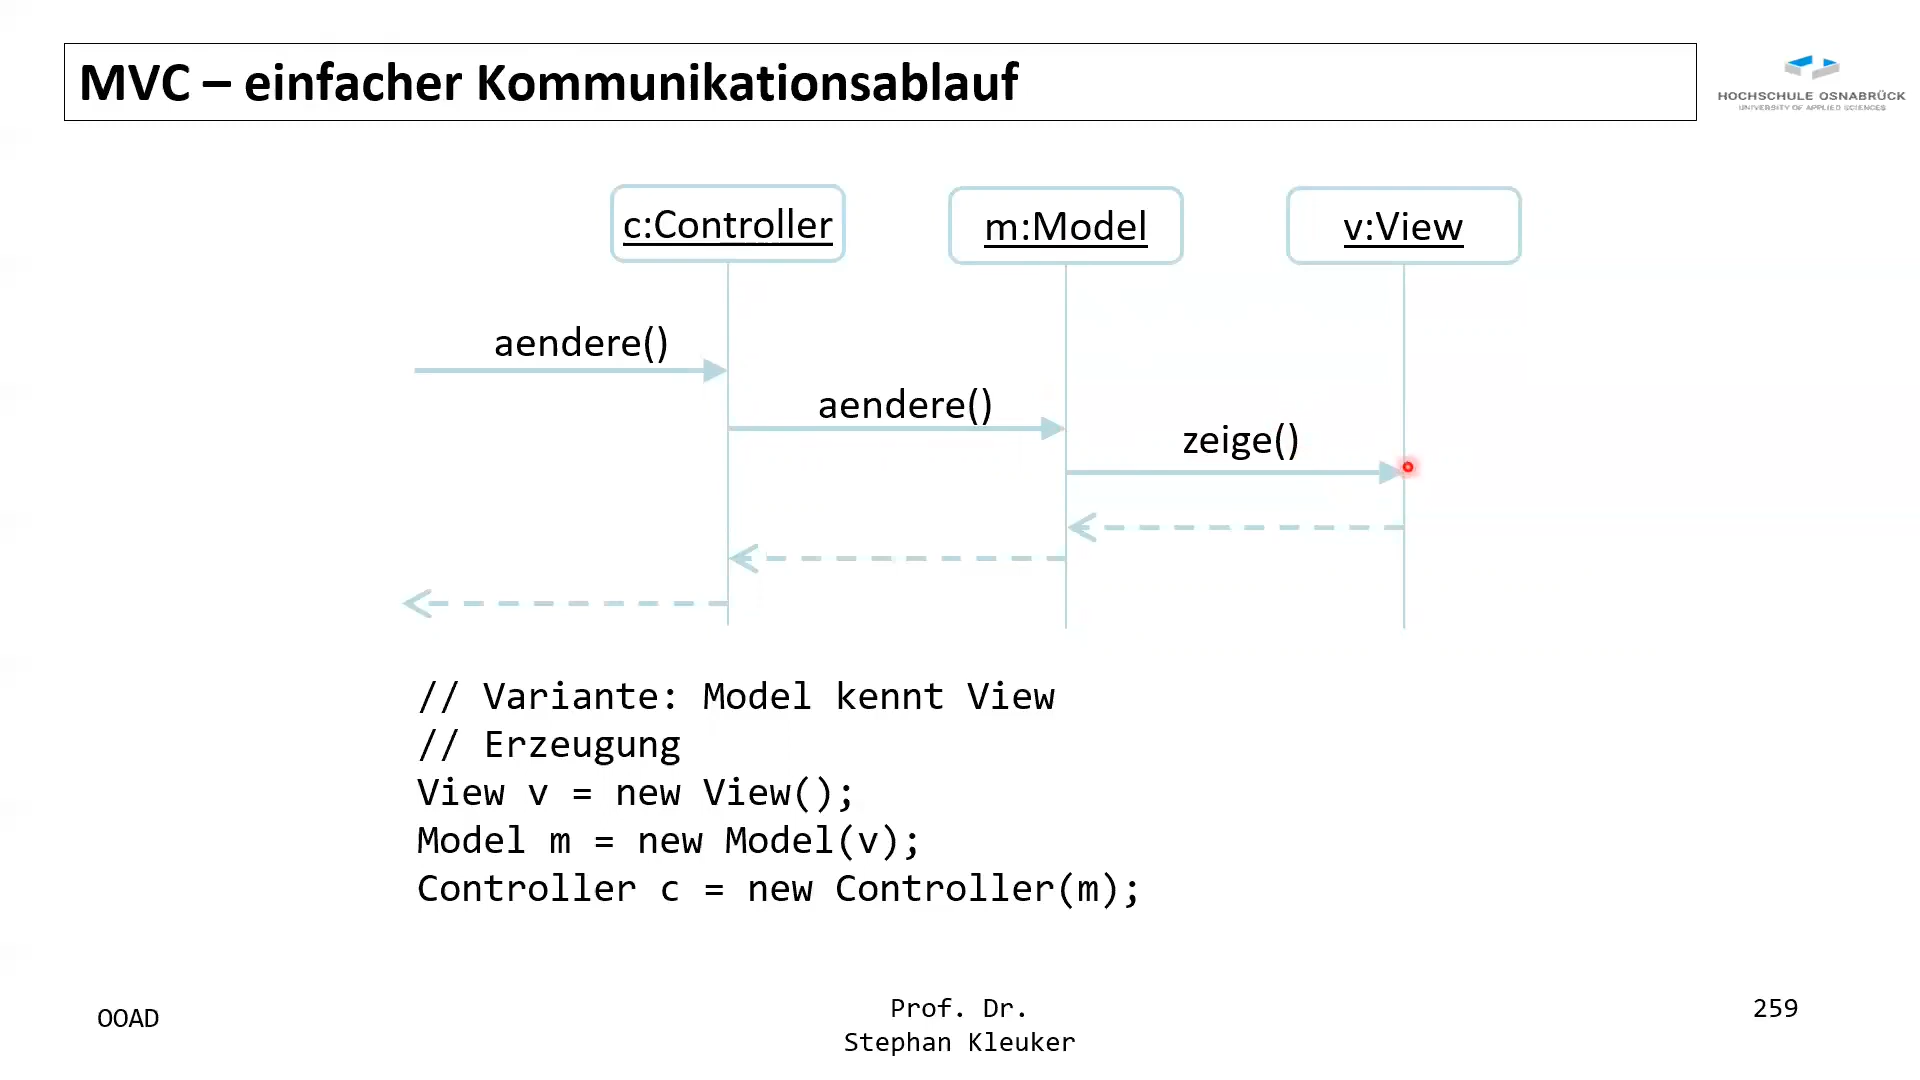 MVC – einfacher Kommunikationsablauf
HOCHSCHULE OSNABRÜCK
UNIVERSITY OF APPLIED SCIENCES
c:Controller
m:Model
v:View
aendere()
aendere()
zeige()
// Variante: Model kennt View
// Erzeugung
View v = new View();
Model m = new Model(v);
Controller c = new Controller(m);
OOAD
Prof. Dr.
Stephan Kleuker
259